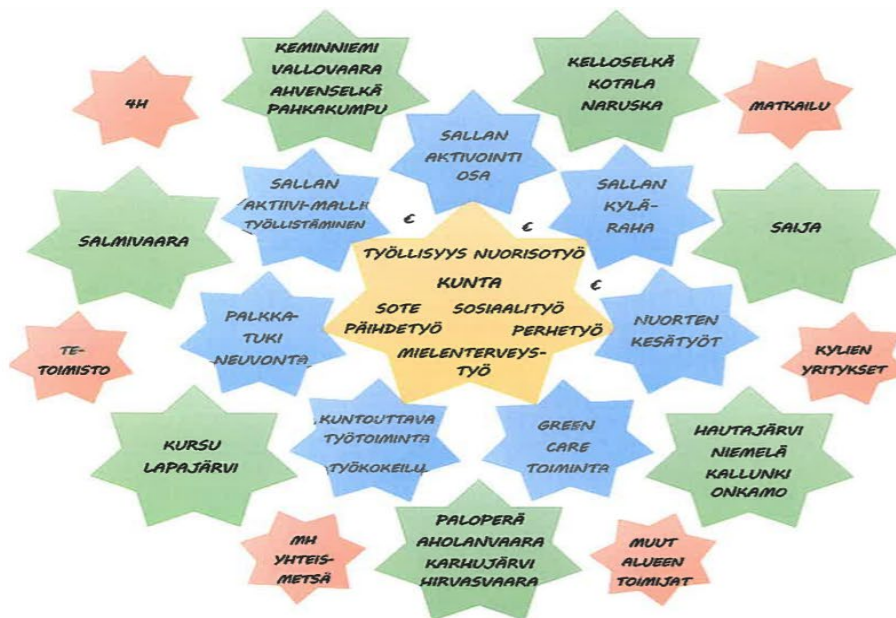 KEMINNIEMI
VALLOVAARA
AHVENSELKÄ
PAHKAKUMPU
KELLOSELKÄ
KOTALA
NARUSKA
4H
MATKAILU
SALLAN
AKTIVOINTI
OSA
SALLAN
AKTIIVI-MALLI
TYÖLLISTÄMINEN
SALLAN
KYLÄ-
RAHA
€
€
€
SALMIVAARA
SAIJA
TYÖLLISYYS NUORISOTYÖ
KUNTA
SOTE SOSIAALITYÖ
PÄIHDETYÖ PERHETYÖ
MIELENTERVEYS-
TYÖ
PALKKA-
TUKI
NEUVONTA
NUORTEN
KESÄTYÖT
TE-
TOIMISTO
KYLIEN
YRITYKSET
KURSU
LAPAJÄRVI
KUNTOUTTAVA
TYÖTOIMINTA
TYÖKOKEILU
GREEN
CARE
TOIMINTA
HAUTAJÄRVI
NIEMELÄ
KALLUNKI
ONKAMO
MH
YHTEIS-
METSÄ
PALOPERÄ
AHOLANVAARA
KARHUJÄRVI
HIRVASVAARA
MUUT
ALUEEN
TOIMIJAT